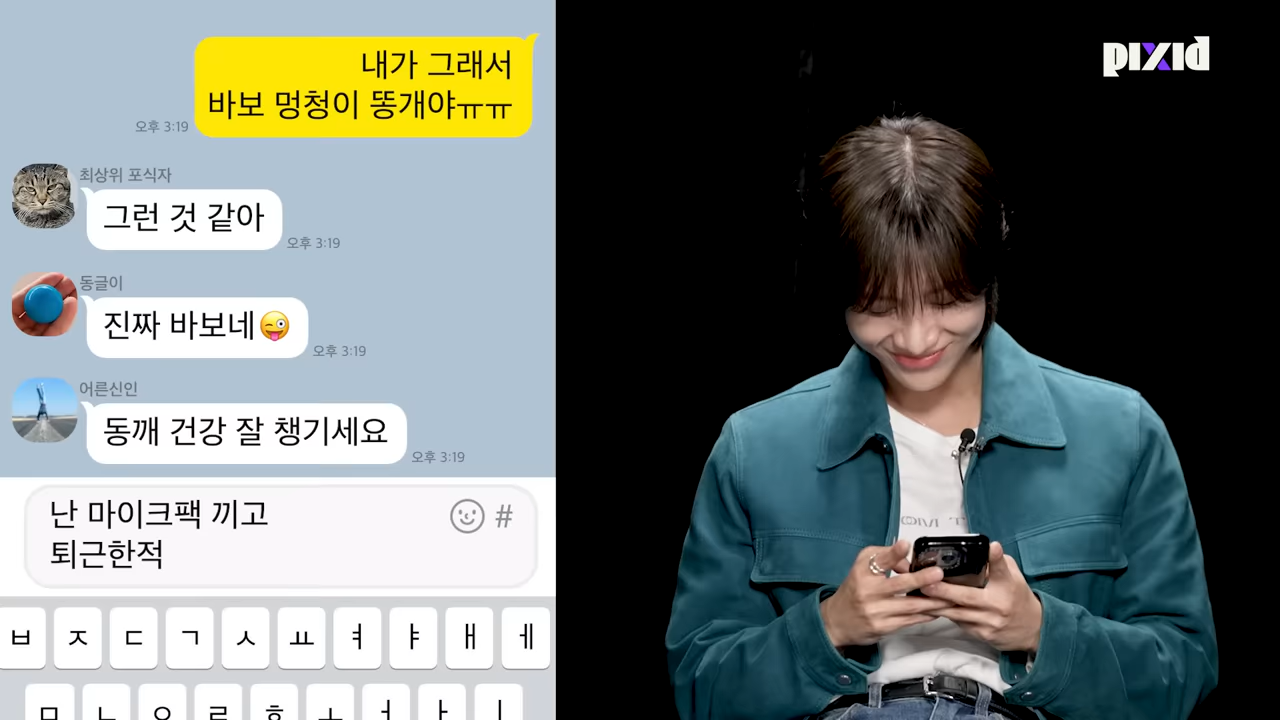 내가 그래서
바보 멍청이 똥개야ㅠㅠ
오후 3:19
최상위 포식자
그런 것 같아
오후 3:19
동글이
진짜 바보네😜
오후 3:19
어른신인
동깨 건강 잘 챙기세요
오후 3:19
난 마이크팩 끼고
퇴근한적
#
ㅂ ㅈ ㄷ ㄱ ㅅ ㅛ ㅕ ㅑ ㅐ ㅔ
ㅁ ㄴ ㅇ ㄹ ㅎ ㅗ ㅓ ㅏ ㅣ
pixid